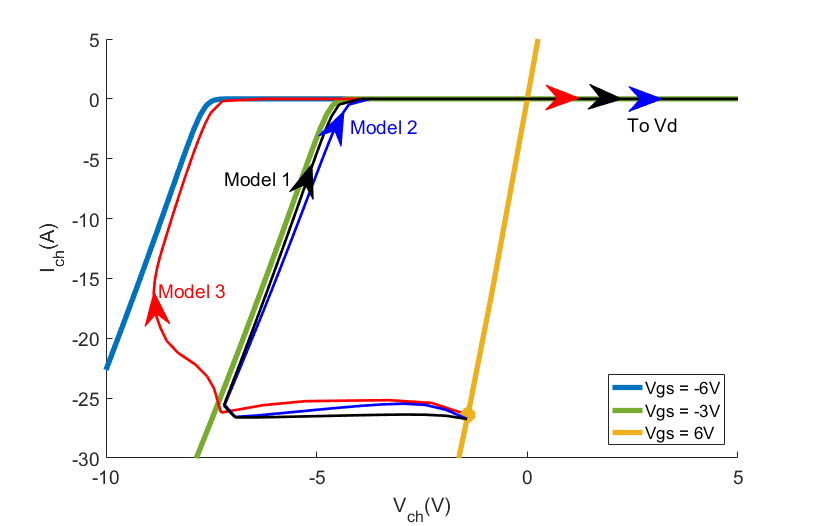 5
0
-5
-10
-15
-20
-25
-30
I_ch(A)
To Vd
Model 2
Model 1
Model 3
Vgs = -6V
Vgs = -3V
Vgs = 6V
-10
-5
0
5
V_ch(V)